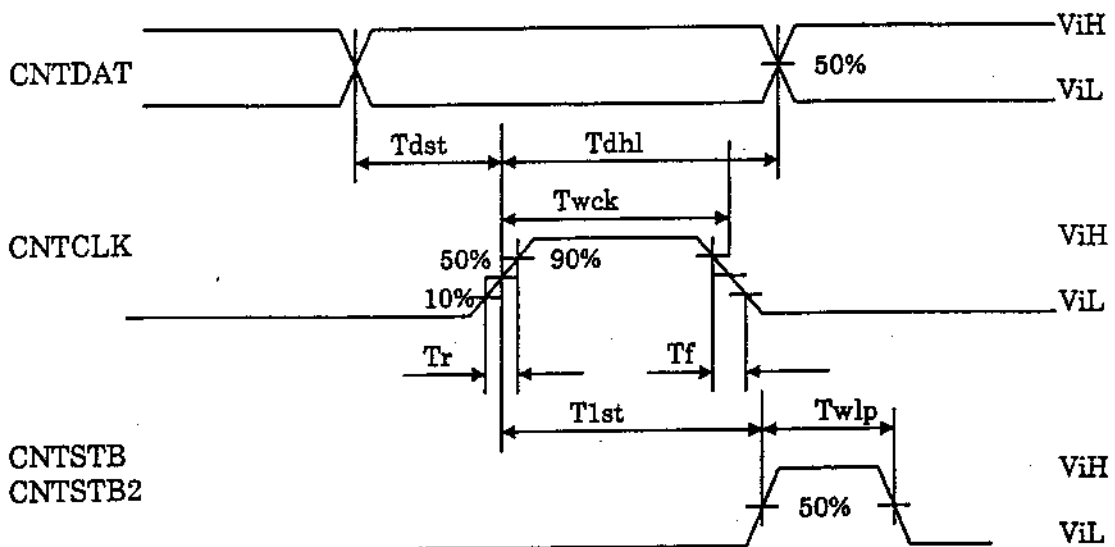 ViH
CNTDAT
50%
ViL
Tdst
Tdhl
Twck
CNTCLK
ViH
50%
90%
10%
ViL
Tr
Tf
T1st
Twlp
CNTSTB
ViH
CNTSTB2
50%
ViL